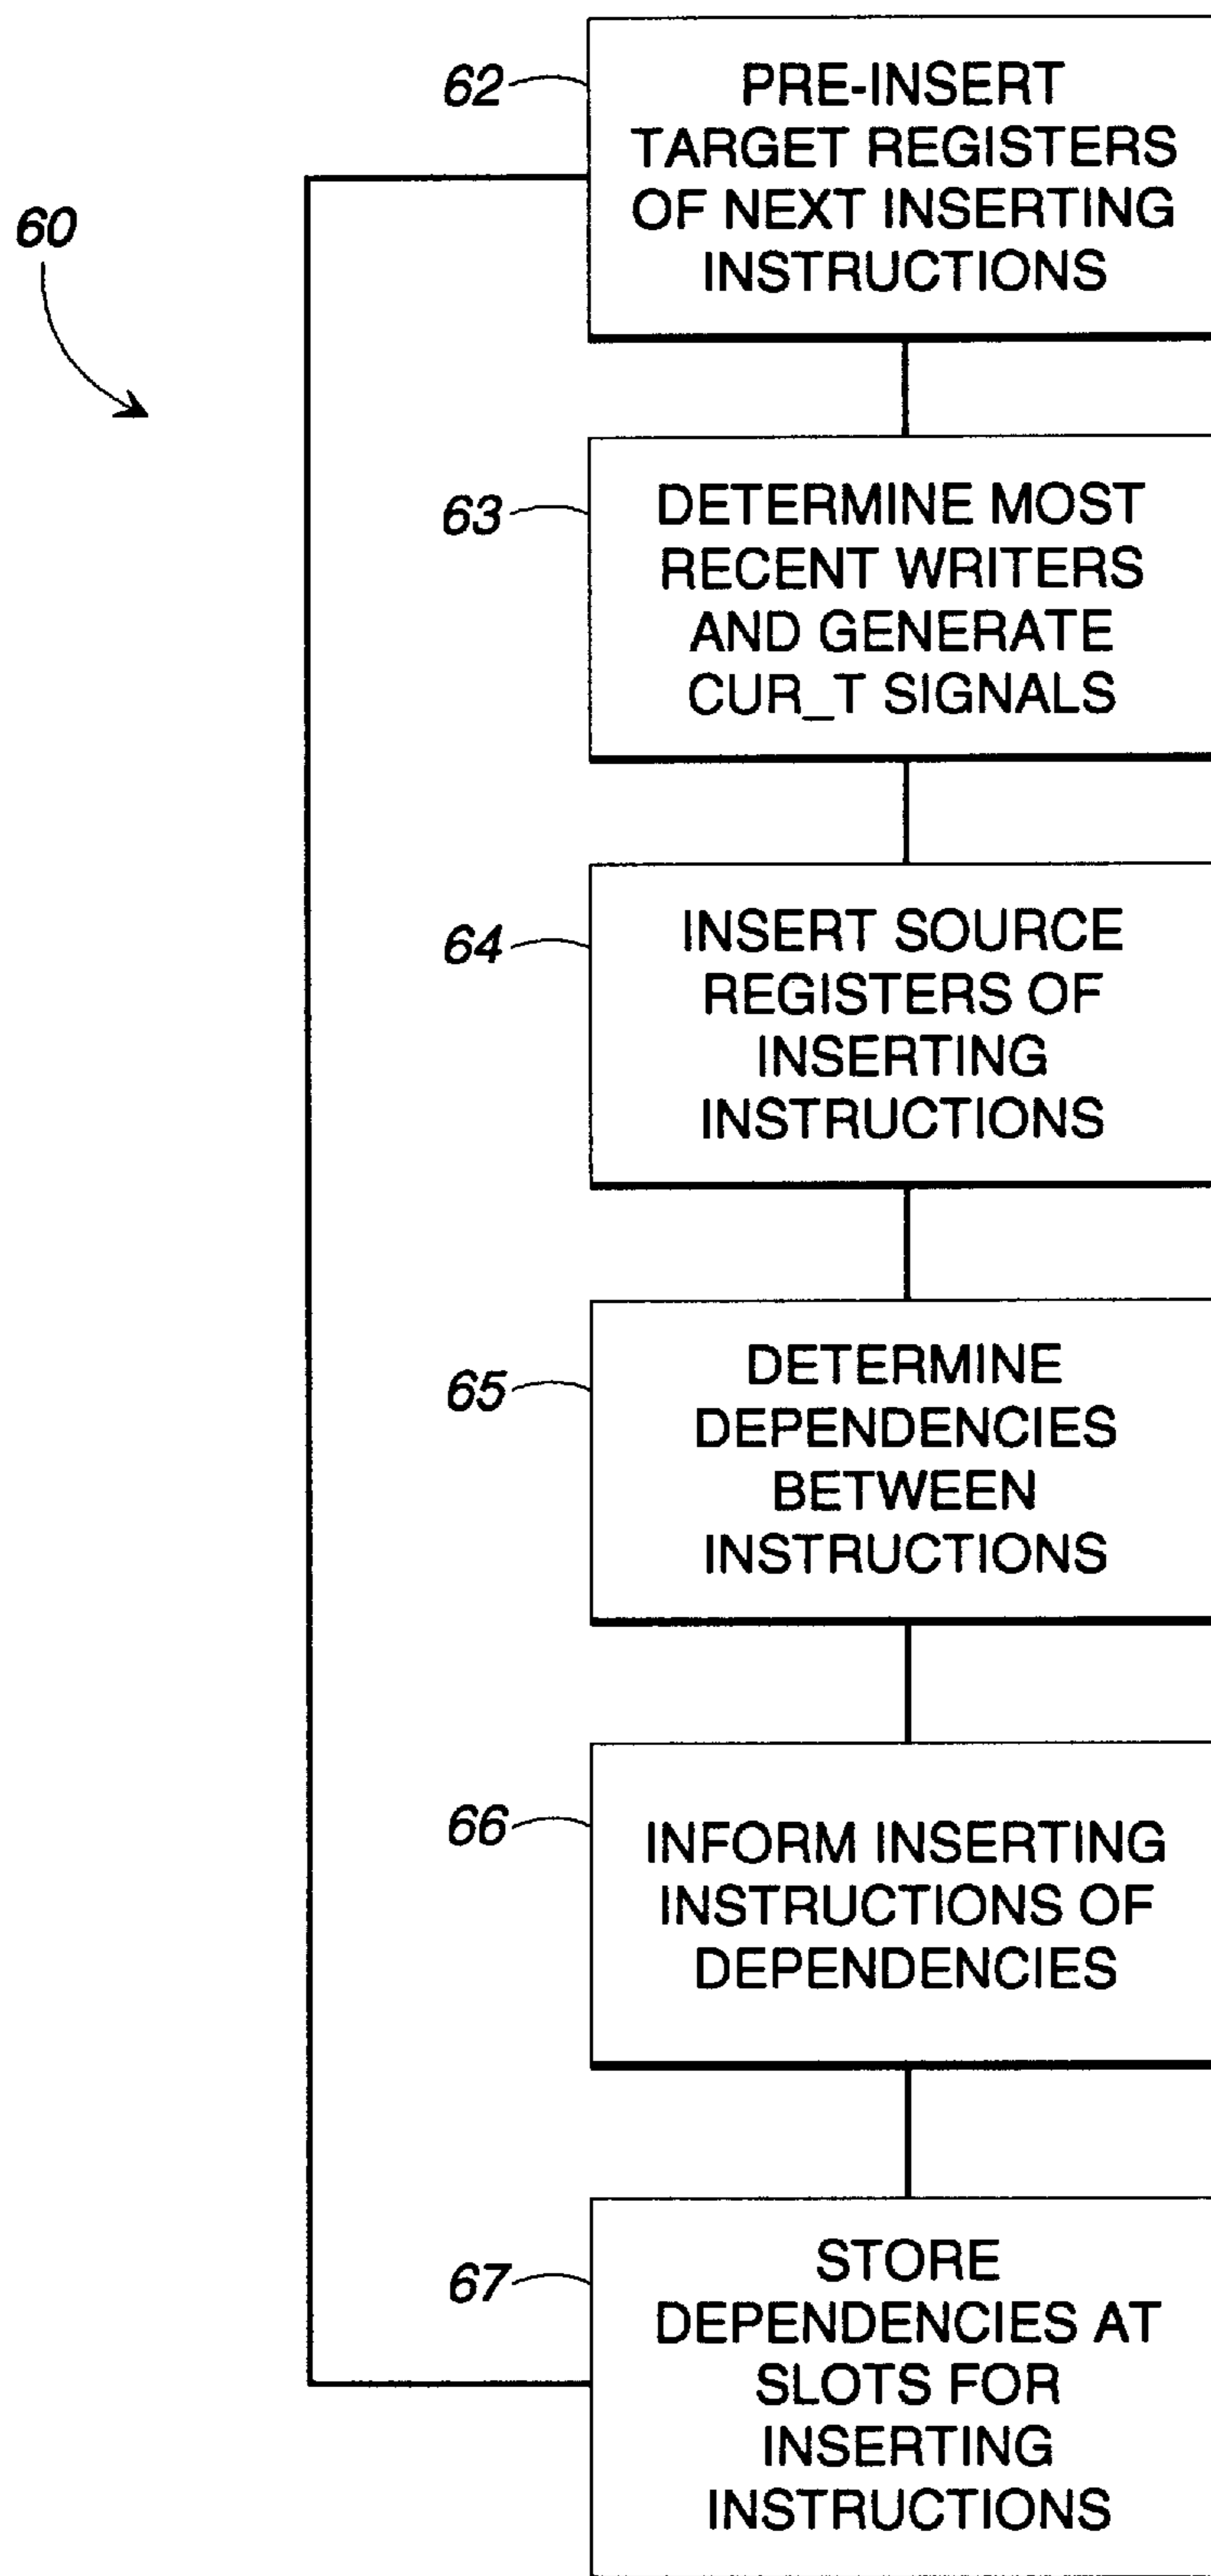 62
PRE-INSERT
TARGET REGISTERS
OF NEXT INSERTING
INSTRUCTIONS
60
63
DETERMINE MOST
RECENT WRITERS
AND GENERATE
CUR_T SIGNALS
64
INSERT SOURCE
REGISTERS OF
INSERTING
INSTRUCTIONS
65
DETERMINE
DEPENDENCIES
BETWEEN
INSTRUCTIONS
66
INFORM INSERTING
INSTRUCTIONS OF
DEPENDENCIES
67
STORE
DEPENDENCIES AT
SLOTS FOR
INSERTING
INSTRUCTIONS